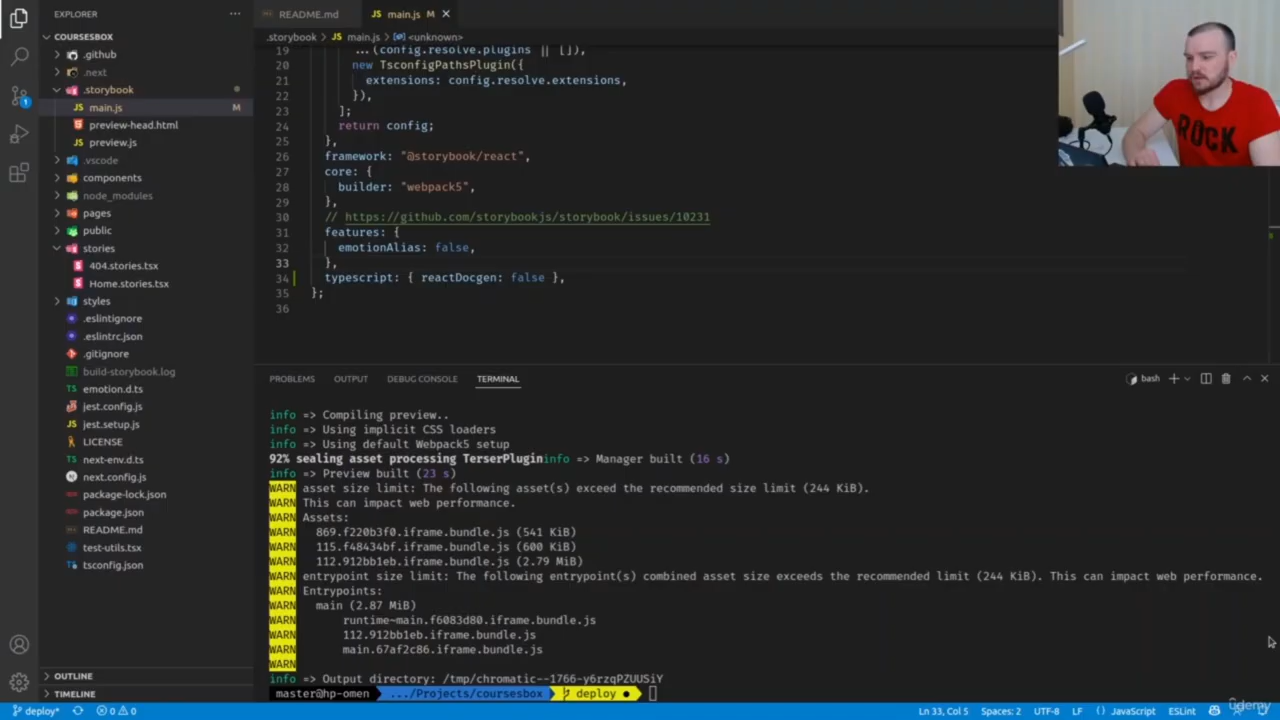 EXPLORER
README.md
main.js M
COURSESBOX
.storybook > main.js > <unknown>
.github
.next
.storybook
main.js M
preview-head.html
preview.js
.vscode
components
node_modules
pages
public
stories
404.stories.tsx
Home.stories.tsx
styles
.eslintignore
.eslintrc.json
.gitignore
build-storybook.log
emotion.d.ts
jest.config.js
jest.setup.js
LICENSE
next-env.d.ts
next.config.js
package-lock.json
package.json
README.md
test-utils.tsx
tsconfig.json
OUTLINE
TIMELINE
19 ...(config.resolve.plugins || []),
20 new TsconfigPathsPlugin({
21 extensions: config.resolve.extensions,
22 }),
23 ];
24 return config;
25 },
26 framework: "@storybook/react",
27 core: {
28 builder: "webpack5",
29 },
30 // https://github.com/storybookjs/storybook/issues/10231
31 features: {
32 emotionAlias: false,
33 },
34 typescript: { reactDocgen: false },
35 };
36
ROCK
PROBLEMS OUTPUT DEBUG CONSOLE TERMINAL
bash
info => Compiling preview..
info => Using implicit CSS loaders
info => Using default Webpack5 setup
92% sealing asset processing TerserPlugininfo => Manager built (16 s)
info => Preview built (23 s)
WARN asset size limit: The following asset(s) exceed the recommended size limit (244 KiB).
WARN This can impact web performance.
WARN Assets:
WARN 869.f220b3f0.iframe.bundle.js (541 KiB)
WARN 115.f48434bf.iframe.bundle.js (600 KiB)
WARN 112.912bb1eb.iframe.bundle.js (2.79 MiB)
WARN entrypoint size limit: The following entrypoint(s) combined asset size exceeds the recommended limit (244 KiB). This can impact web performance.
WARN Entrypoints:
WARN main (2.87 MiB)
WARN runtime~main.f6083d80.iframe.bundle.js
WARN 112.912bb1eb.iframe.bundle.js
WARN main.67af2c86.iframe.bundle.js
WARN
info => Output directory: /tmp/chromatic--1766-y6rzqPZUUSiY
master@hp-omen .../Projects/coursesbox deploy
deploy* 0 0
Ln 33, Col 5 Spaces: 2 UTF-8 LF {} JavaScript ESLint
udemy